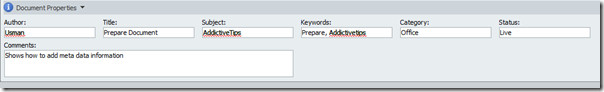 Document Properties
Author: Title: Subject: Keywords: Category: Status:
Usman Prepare Document AddictiveTips Prepare, Addictivetips Office Live
Comments:
Shows how to add meta data information